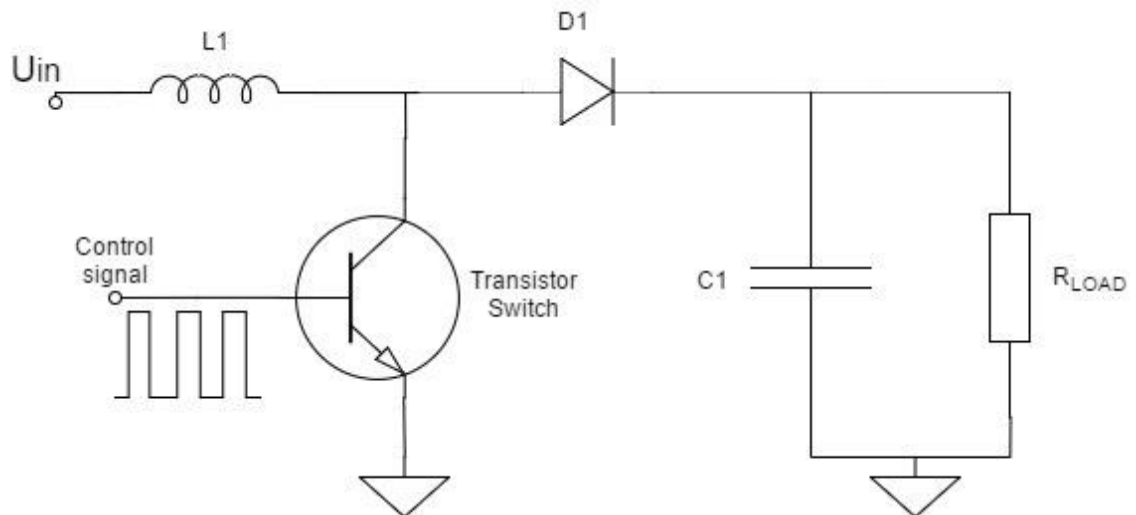 D1
L1
Uin
Control
signal
Transistor
Switch
C1
RLOAD